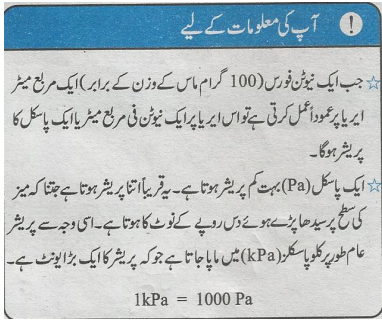 آپ کی معلومات کے لیے
جب ایک نیوٹن فورس (100 گرام ماس کے وزن کے برابر) ایک مربع میٹر
ایریا پر عموداً عمل کرتی ہے تو اس ایریا پر ایک نیوٹن فی مربع میٹر یا ایک پاسکل کا
پریشر ہوگا۔
ایک پاسکل (Pa) بہت کم پریشر ہوتا ہے۔ یہ تقریباً اتنا پریشر ہوتا ہے جتنا کہ میز
کی سطح پر سیدھا پڑے ہوئے دس روپے کے نوٹ کا ہوتا ہے۔ اسی وجہ سے پریشر
عام طور پر کلو پاسکلز (kPa) میں ماپا جاتا ہے جو کہ پریشر کا ایک بڑا یونٹ ہے۔
1kPa = 1000 Pa